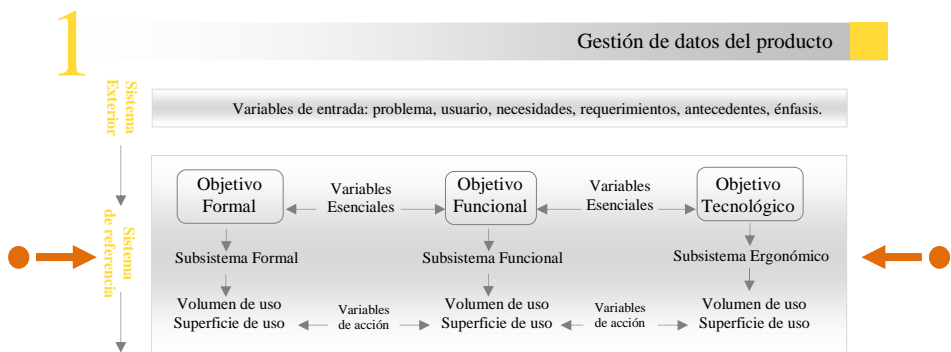 1
Gestión de datos del producto
Sistema
Exterior
Variables de entrada: problema, usuario, necesidades, requerimientos, antecedentes, énfasis.
Sistema
de referencia
Objetivo
Formal
Variables
Esenciales
Objetivo
Funcional
Variables
Esenciales
Objetivo
Tecnológico
Subsistema Formal
Subsistema Funcional
Subsistema Ergonómico
Volumen de uso
Superficie de uso
Variables
de acción
Volumen de uso
Superficie de uso
Variables
de acción
Volumen de uso
Superficie de uso